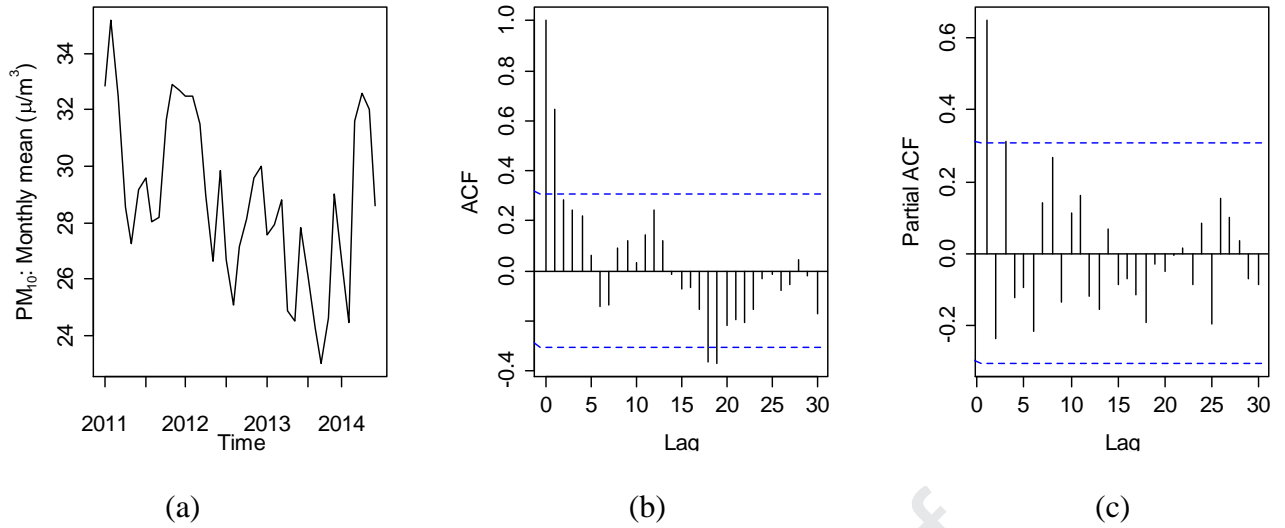 PM₁₀: Monthly mean (μ/m³)
34
32
30
28
26
24
2011 2012 2013 2014
Time
(a)
ACF
1.0
0.8
0.6
0.4
0.2
0.0
-0.4
0 5 10 15 20 25 30
Lag
(b)
Partial ACF
0.6
0.4
0.2
0.0
-0.2
0 5 10 15 20 25 30
Lag
(c)
f